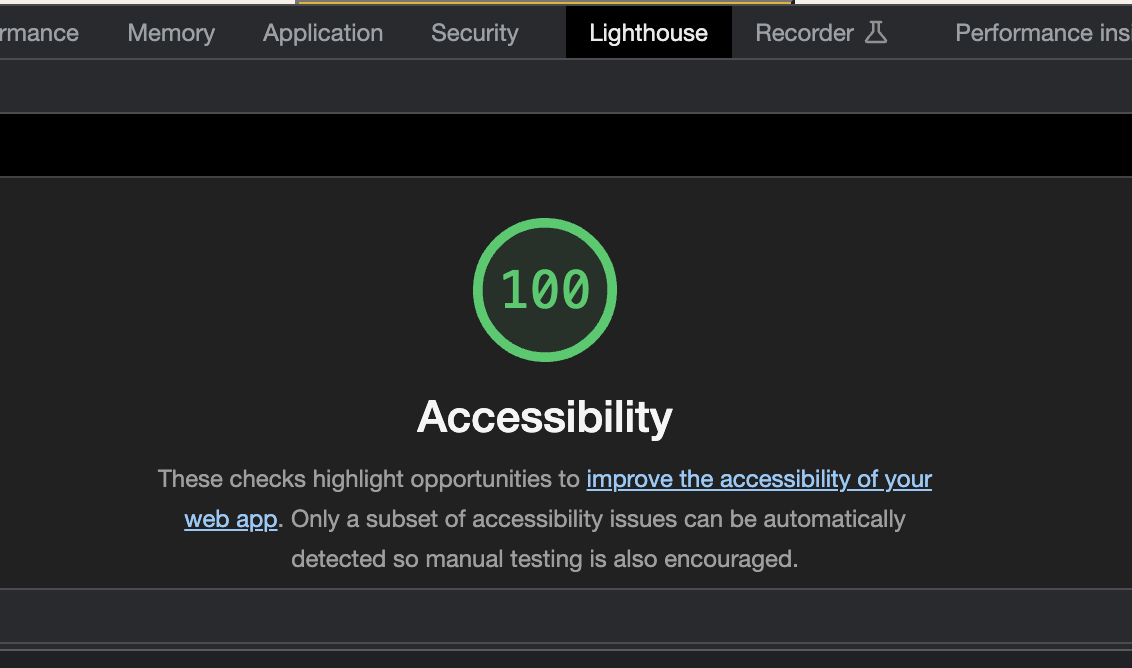 rmance Memory Application Security Lighthouse Recorder Performance ins
100
Accessibility
These checks highlight opportunities to improve the accessibility of your
web app. Only a subset of accessibility issues can be automatically
detected so manual testing is also encouraged.